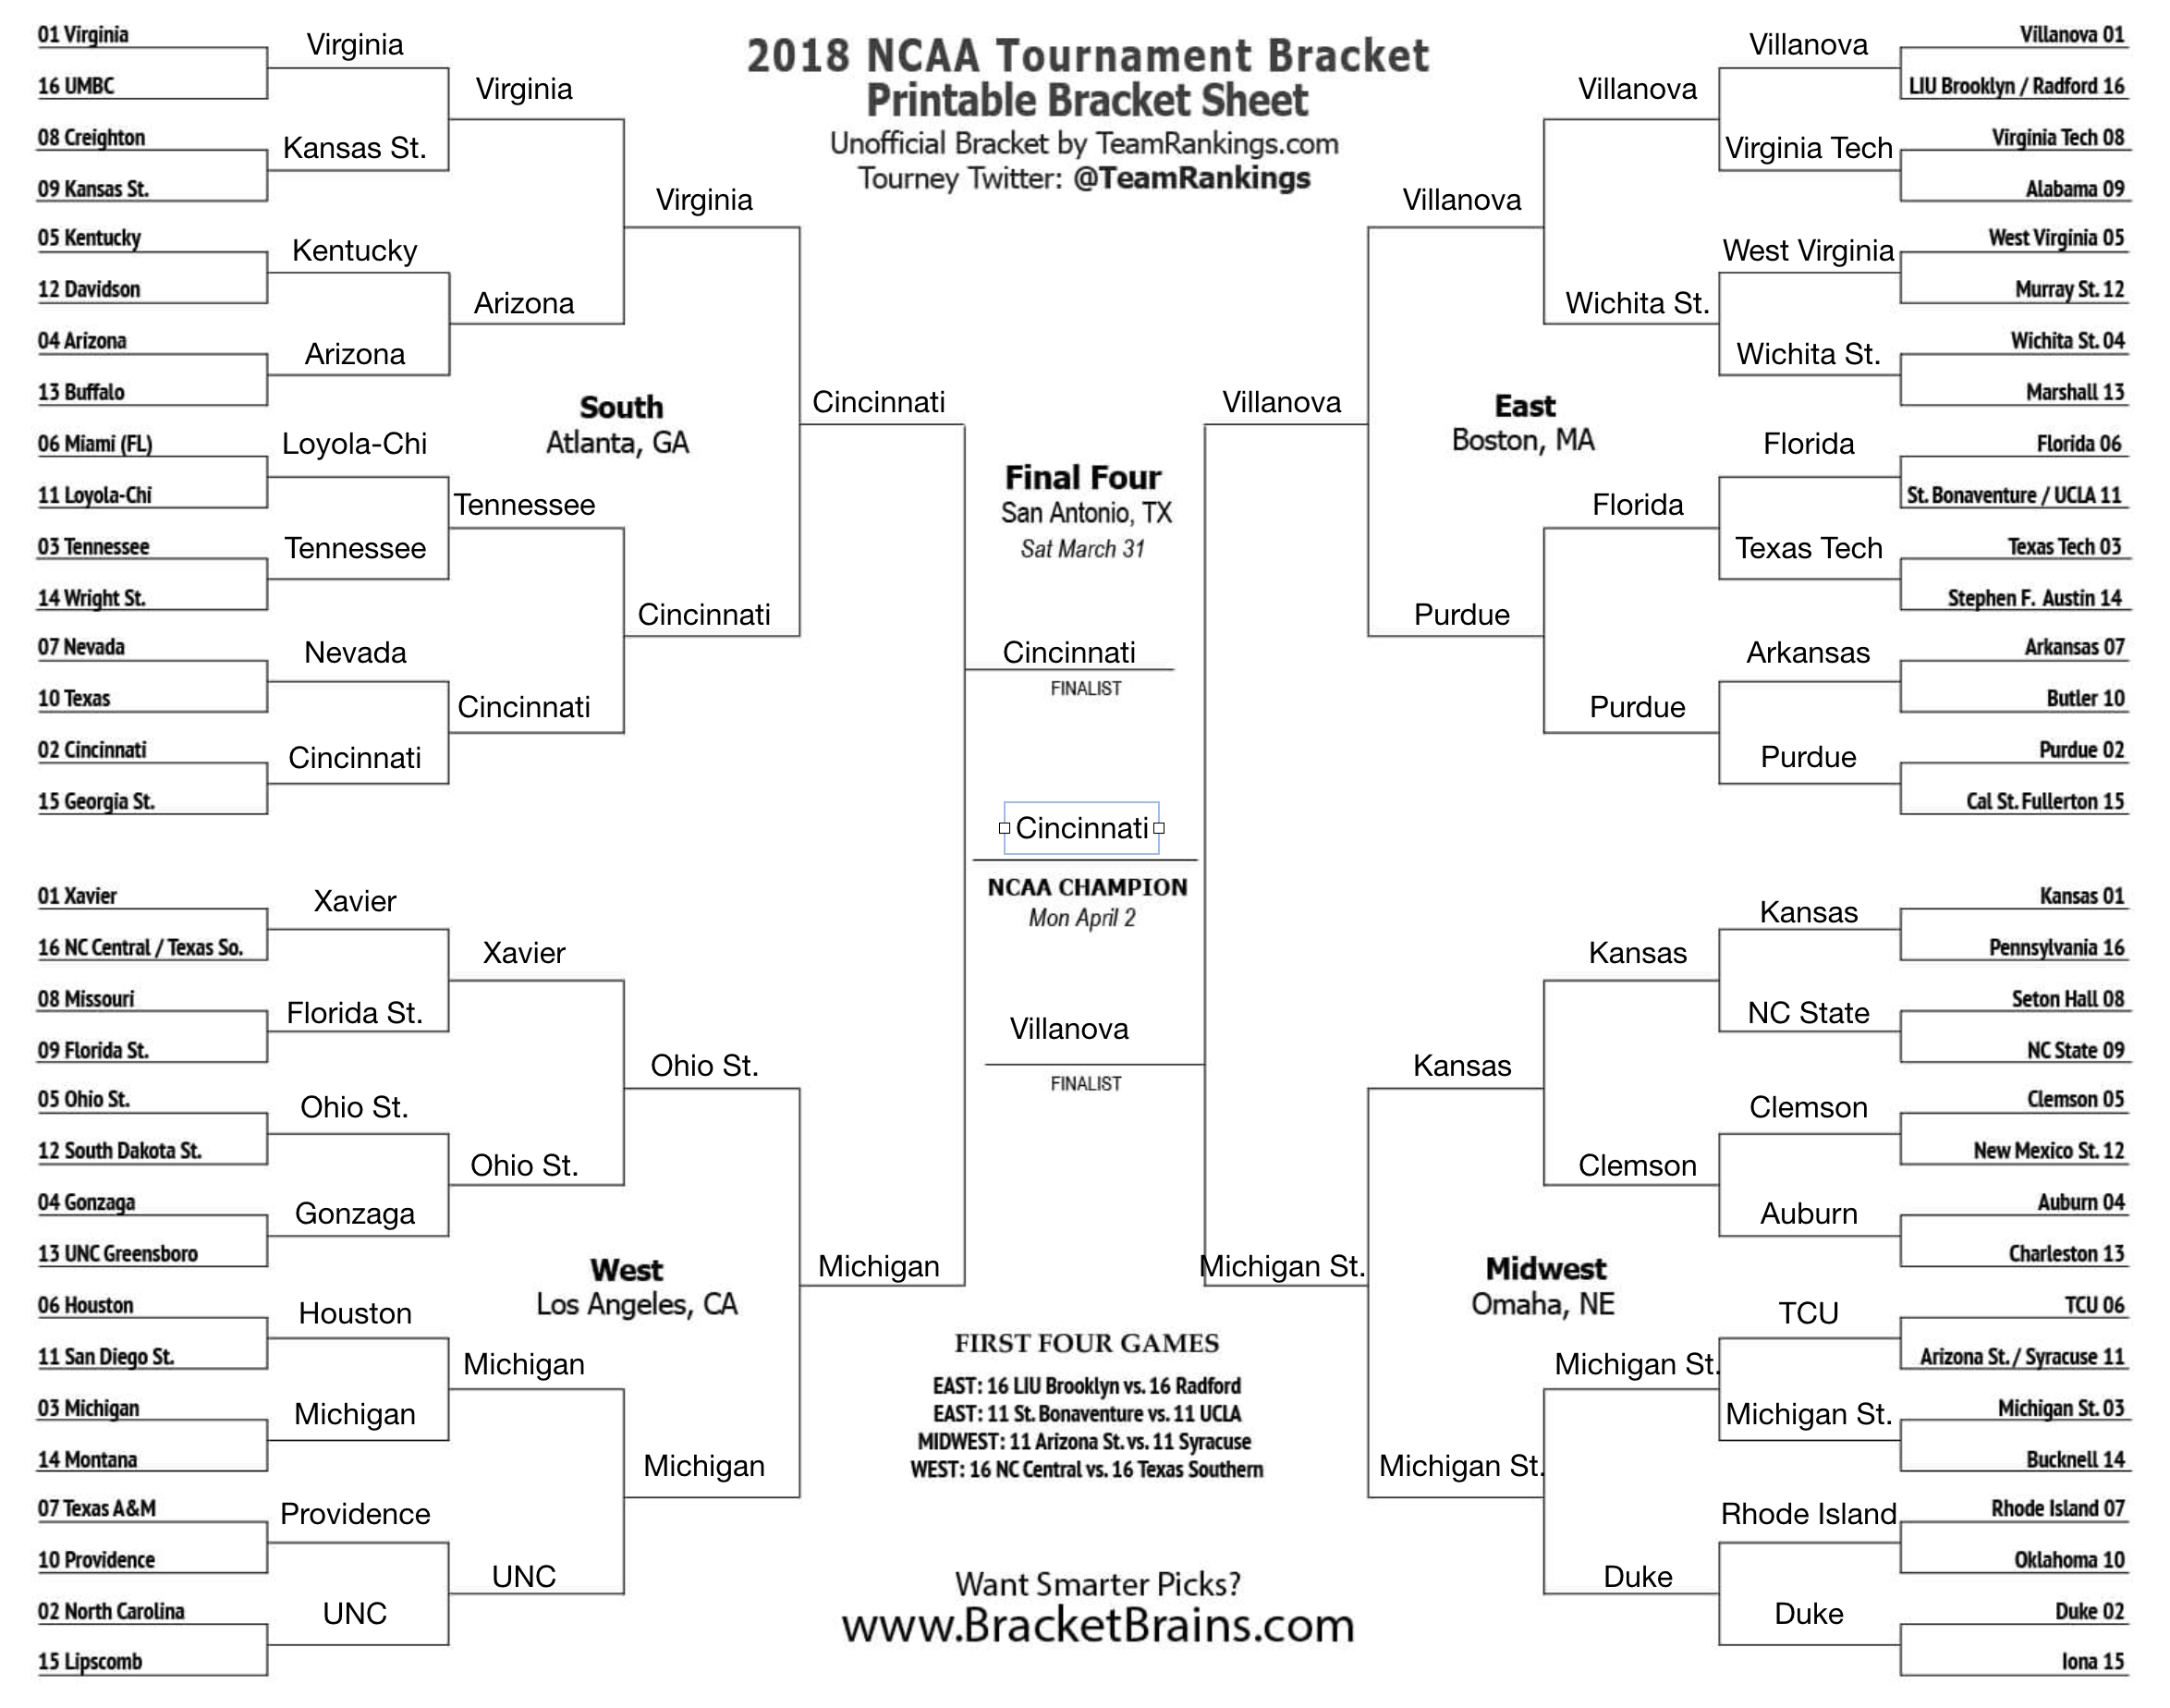 2018 NCAA Tournament Bracket
Printable Bracket Sheet
Unofficial Bracket by TeamRankings.com
Tourney Twitter: @TeamRankings
01 Virginia
16 UMBC
08 Creighton
09 Kansas St.
05 Kentucky
12 Davidson
04 Arizona
13 Buffalo
06 Miami (FL)
11 Loyola-Chi
03 Tennessee
14 Wright St.
07 Nevada
10 Texas
02 Cincinnati
15 Georgia St.
Virginia
Kansas St.
Kentucky
Arizona
Loyola-Chi
Tennessee
Nevada
Cincinnati
Virginia
Arizona
Tennessee
Cincinnati
Virginia
Cincinnati
South
Atlanta, GA
Cincinnati
01 Xavier
16 NC Central / Texas So.
08 Missouri
09 Florida St.
05 Ohio St.
12 South Dakota St.
04 Gonzaga
13 UNC Greensboro
06 Houston
11 San Diego St.
03 Michigan
14 Montana
07 Texas A&M
10 Providence
02 North Carolina
15 Lipscomb
Xavier
Florida St.
Ohio St.
Gonzaga
Houston
Michigan
Providence
UNC
Xavier
Ohio St.
Michigan
UNC
Ohio St.
Michigan
West
Los Angeles, CA
Michigan
Final Four
San Antonio, TX
Sat March 31
Cincinnati
FINALIST
Cincinnati
NCAA CHAMPION
Mon April 2
Villanova
FINALIST
FIRST FOUR GAMES
EAST: 16 LIU Brooklyn vs. 16 Radford
EAST: 11 St. Bonaventure vs. 11 UCLA
MIDWEST: 11 Arizona St. vs. 11 Syracuse
WEST: 16 NC Central vs. 16 Texas Southern
Want Smarter Picks?
www.BracketBrains.com
Villanova
East
Boston, MA
Villanova
Purdue
Villanova
Wichita St.
Florida
Purdue
Villanova
Virginia Tech
West Virginia
Wichita St.
Florida
Texas Tech
Arkansas
Purdue
Villanova 01
LIU Brooklyn / Radford 16
Virginia Tech 08
Alabama 09
West Virginia 05
Murray St. 12
Wichita St. 04
Marshall 13
Florida 06
St. Bonaventure / UCLA 11
Texas Tech 03
Stephen F. Austin 14
Arkansas 07
Butler 10
Purdue 02
Cal St. Fullerton 15
Michigan St.
Midwest
Omaha, NE
Kansas
Michigan St.
Kansas
Clemson
Michigan St.
Duke
Kansas
NC State
Clemson
Auburn
TCU
Michigan St.
Rhode Island
Duke
Kansas 01
Pennsylvania 16
Seton Hall 08
NC State 09
Clemson 05
New Mexico St. 12
Auburn 04
Charleston 13
TCU 06
Arizona St. / Syracuse 11
Michigan St. 03
Bucknell 14
Rhode Island 07
Oklahoma 10
Duke 02
Iona 15